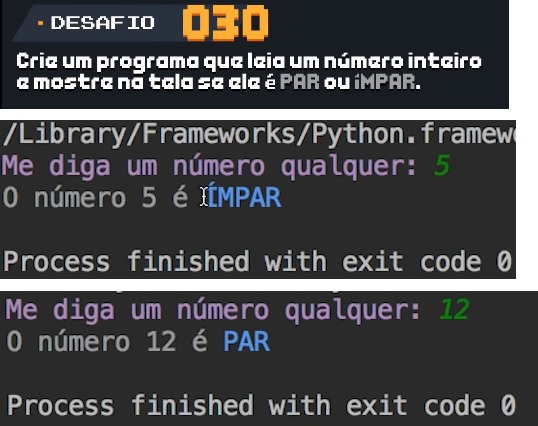 · DESAFIO 030
Crie um programa que leia um número inteiro
e mostre na tela se ele é PAR ou íMPAR.
/Library/Frameworks/Python.framew
Me diga um número qualquer: 5
O número 5 é ÍMPAR
Process finished with exit code 0
Me diga um número qualquer: 12
O número 12 é PAR
Process finished with exit code 0